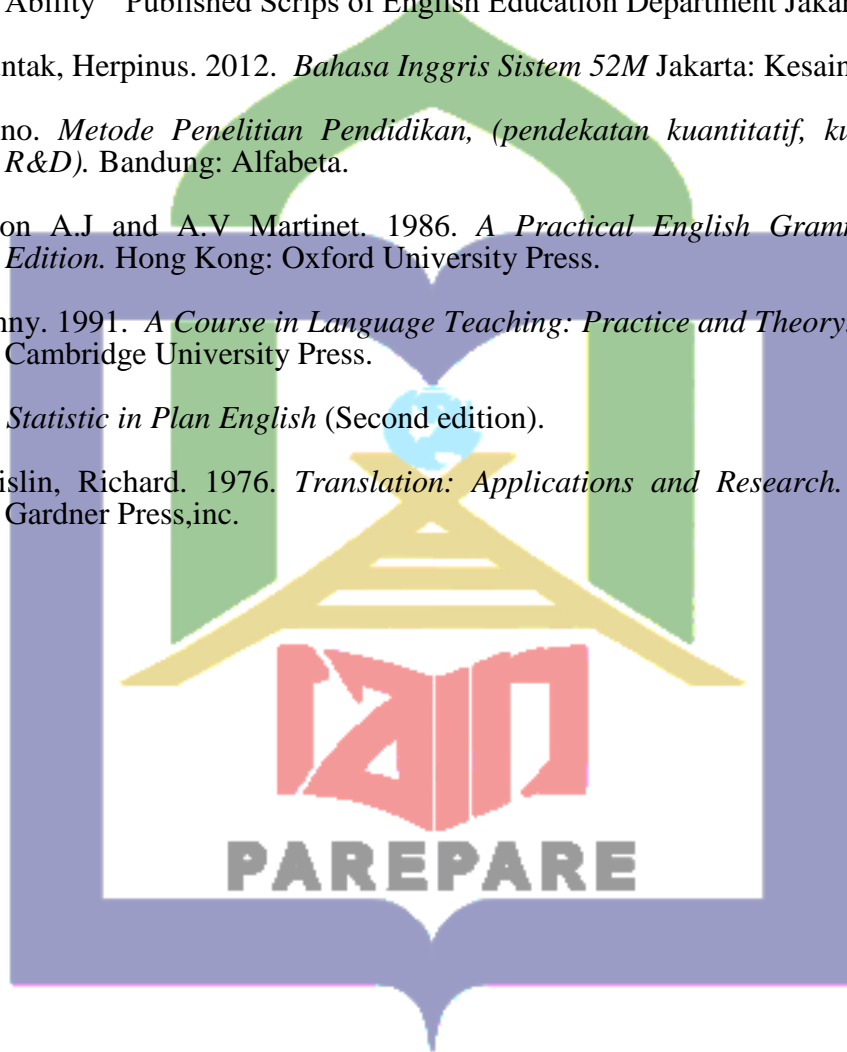 Ability" Published Scrips of English Education Department Jakar
ntak, Herpinus. 2012. Bahasa Inggris Sistem 52M Jakarta: Kesain
no. Metode Penelitian Pendidikan, (pendekatan kuantitatif, ku
R&D). Bandung: Alfabeta.
on A.J and A.V Martinet. 1986. A Practical English Gram
Edition. Hong Kong: Oxford University Press.
nny. 1991. A Course in Language Teaching: Practice and Theory.
Cambridge University Press.
Statistic in Plan English (Second edition).
islin, Richard. 1976. Translation: Applications and Research.
Gardner Press,inc.
iain
PAREPARE